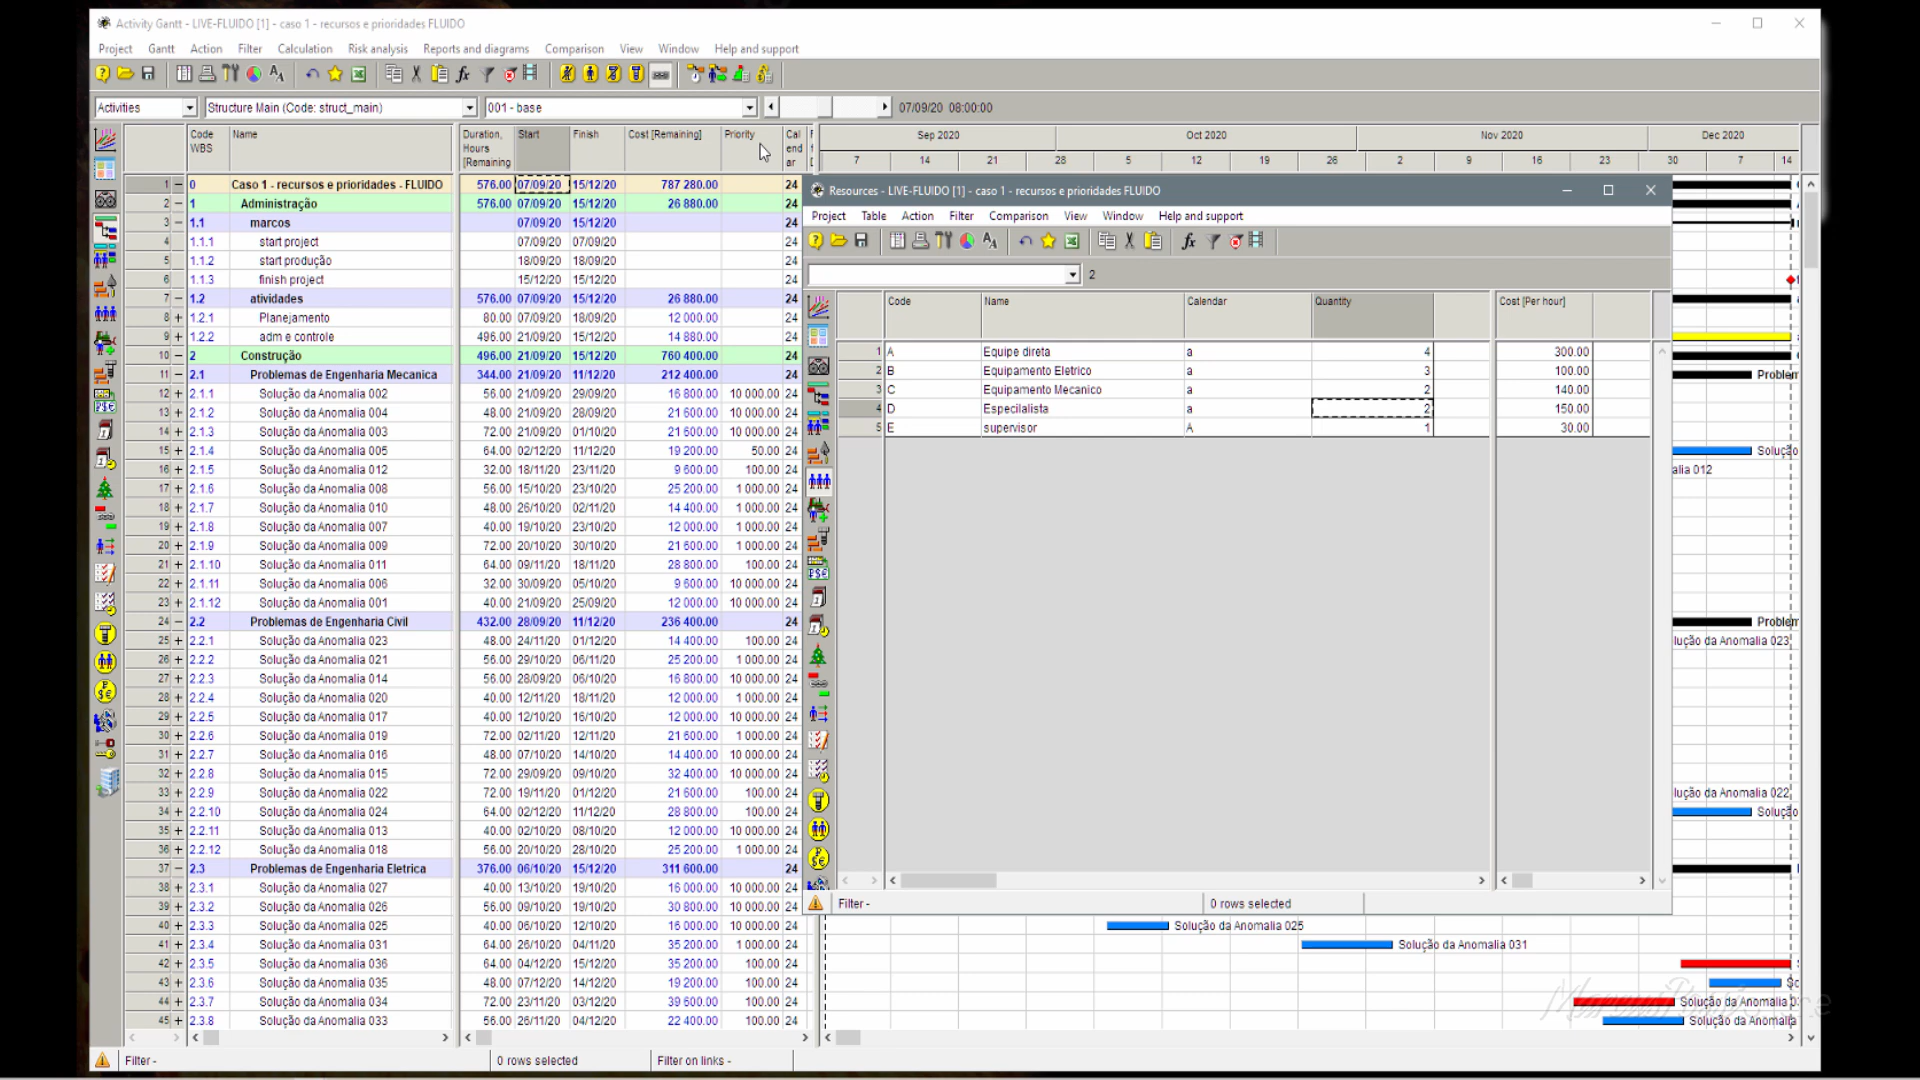 Activity Gantt - LIVE-FLUIDO [1] - caso 1 - recursos e prioridades FLUIDO
Project Gantt Action Filter Calculation Risk analysis Reports and diagrams Comparison View Window Help and support
Activities Structure Main (Code: struct_main) 001 - base 07/09/20 08:00:00
Code WBS Name Duration, Hours [Remaining Start Finish Cost [Remaining] Priority Cal end ar
Sep 2020 Oct 2020 Nov 2020 Dec 2020
7 14 21 28 5 12 19 26 2 9 16 23 30 7 14
1 − 0 Caso 1 - recursos e prioridades - FLUIDO 576.00 07/09/20 15/12/20 787 280.00 24
2 − 1 Administração 576.00 07/09/20 15/12/20 26 880.00 24
3 − 1.1 marcos 07/09/20 15/12/20 24
4 1.1.1 start project 07/09/20 07/09/20 24
5 1.1.2 start produção 18/09/20 18/09/20 24
6 1.1.3 finish project 15/12/20 15/12/20 24
7 − 1.2 atividades 576.00 07/09/20 15/12/20 26 880.00 24
8 + 1.2.1 Planejamento 80.00 07/09/20 18/09/20 12 000.00 24
9 + 1.2.2 adm e controle 496.00 21/09/20 15/12/20 14 880.00 24
10 − 2 Construção 496.00 21/09/20 15/12/20 760 400.00 24
11 − 2.1 Problemas de Engenharia Mecanica 344.00 21/09/20 11/12/20 212 400.00 24
12 + 2.1.1 Solução da Anomalia 002 56.00 21/09/20 29/09/20 16 800.00 10 000.00 24
13 + 2.1.2 Solução da Anomalia 004 48.00 21/09/20 28/09/20 21 600.00 10 000.00 24
14 + 2.1.3 Solução da Anomalia 003 72.00 21/09/20 01/10/20 21 600.00 10 000.00 24
15 + 2.1.4 Solução da Anomalia 005 64.00 02/12/20 11/12/20 19 200.00 50.00 24
16 + 2.1.5 Solução da Anomalia 012 32.00 18/11/20 23/11/20 9 600.00 100.00 24
17 + 2.1.6 Solução da Anomalia 008 56.00 15/10/20 23/10/20 25 200.00 1 000.00 24
18 + 2.1.7 Solução da Anomalia 010 48.00 26/10/20 02/11/20 14 400.00 1 000.00 24
19 + 2.1.8 Solução da Anomalia 007 40.00 19/10/20 23/10/20 12 000.00 1 000.00 24
20 + 2.1.9 Solução da Anomalia 009 72.00 20/10/20 30/10/20 21 600.00 1 000.00 24
21 + 2.1.10 Solução da Anomalia 011 64.00 09/11/20 18/11/20 28 800.00 100.00 24
22 + 2.1.11 Solução da Anomalia 006 32.00 30/09/20 05/10/20 9 600.00 10 000.00 24
23 + 2.1.12 Solução da Anomalia 001 40.00 21/09/20 25/09/20 12 000.00 10 000.00 24
24 − 2.2 Problemas de Engenharia Civil 432.00 28/09/20 11/12/20 236 400.00 24
25 + 2.2.1 Solução da Anomalia 023 48.00 24/11/20 01/12/20 14 400.00 100.00 24
26 + 2.2.2 Solução da Anomalia 021 56.00 29/10/20 06/11/20 25 200.00 1 000.00 24
27 + 2.2.3 Solução da Anomalia 014 56.00 28/09/20 06/10/20 16 800.00 10 000.00 24
28 + 2.2.4 Solução da Anomalia 020 40.00 12/11/20 18/11/20 12 000.00 1 000.00 24
29 + 2.2.5 Solução da Anomalia 017 40.00 12/10/20 16/10/20 12 000.00 10 000.00 24
30 + 2.2.6 Solução da Anomalia 019 72.00 02/11/20 12/11/20 21 600.00 1 000.00 24
31 + 2.2.7 Solução da Anomalia 016 48.00 07/10/20 14/10/20 14 400.00 10 000.00 24
32 + 2.2.8 Solução da Anomalia 015 72.00 29/09/20 09/10/20 32 400.00 10 000.00 24
33 + 2.2.9 Solução da Anomalia 022 72.00 19/11/20 01/12/20 21 600.00 100.00 24
34 + 2.2.10 Solução da Anomalia 024 64.00 02/12/20 11/12/20 28 800.00 100.00 24
35 + 2.2.11 Solução da Anomalia 013 40.00 02/10/20 08/10/20 12 000.00 10 000.00 24
36 + 2.2.12 Solução da Anomalia 018 56.00 20/10/20 28/10/20 25 200.00 1 000.00 24
37 − 2.3 Problemas de Engenharia Eletrica 376.00 06/10/20 15/12/20 311 600.00 24
38 + 2.3.1 Solução da Anomalia 027 40.00 13/10/20 19/10/20 16 000.00 10 000.00 24
39 + 2.3.2 Solução da Anomalia 026 56.00 09/10/20 19/10/20 30 800.00 10 000.00 24
40 + 2.3.3 Solução da Anomalia 025 40.00 06/10/20 12/10/20 16 000.00 10 000.00 24
41 + 2.3.4 Solução da Anomalia 031 64.00 26/10/20 04/11/20 35 200.00 1 000.00 24
42 + 2.3.5 Solução da Anomalia 036 64.00 04/12/20 15/12/20 35 200.00 100.00 24
43 + 2.3.6 Solução da Anomalia 035 48.00 07/12/20 14/12/20 19 200.00 100.00 24
44 + 2.3.7 Solução da Anomalia 034 72.00 23/11/20 03/12/20 39 600.00 100.00 24
45 + 2.3.8 Solução da Anomalia 033 56.00 26/11/20 04/12/20 22 400.00 100.00 24
Filter - 0 rows selected Filter on links -
Resources - LIVE-FLUIDO [1] - caso 1 - recursos e prioridades FLUIDO
Project Table Action Filter Comparison View Window Help and support
2
Code Name Calendar Quantity Cost [Per hour]
1 A Equipe direta a 4 300.00
2 B Equipamento Eletrico a 3 100.00
3 C Equipamento Mecanico a 2 140.00
4 D Especilalista a 2 150.00
5 E supervisor A 1 30.00
Filter - 0 rows selected
Problem
Solução
alia 012
Problem
lução da Anomalia 023
lução da Anomalia 022
Solução
Solução da Anomalia 025
Solução da Anomalia 031
Solução da Anomalia
Solução da Anomalia